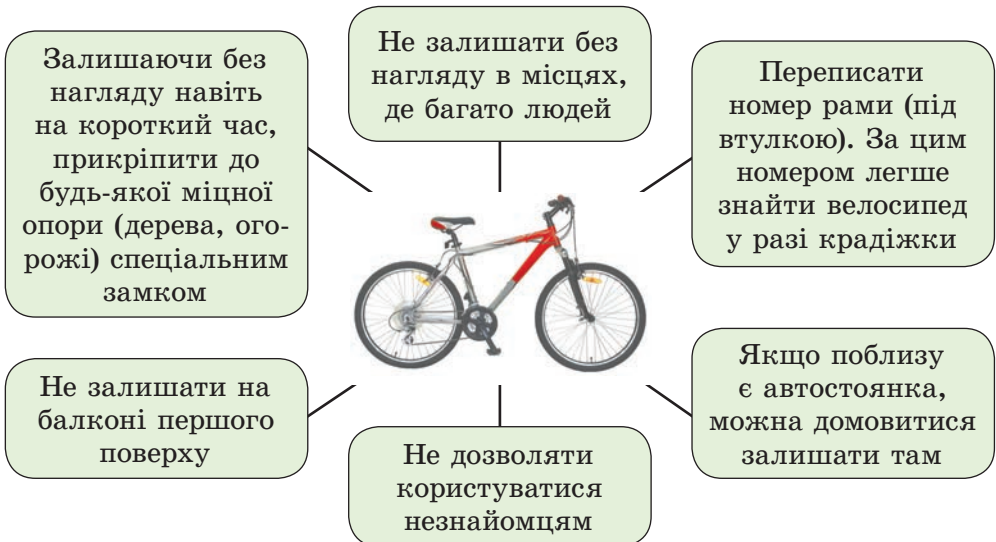 Залишаючи без
нагляду навіть
на короткий час,
прикріпити до
будь-якої міцної
опори (дерева, ого-
рожі) спеціальним
замком
Не залишати без
нагляду в місцях,
де багато людей
Переписати
номер рами (під
втулкою). За цим
номером легше
знайти велосипед
у разі крадіжки
Не залишати на
балконі першого
поверху
Не дозволяти
користуватися
незнайомцям
Якщо поблизу
є автостоянка,
можна домовитися
залишати там